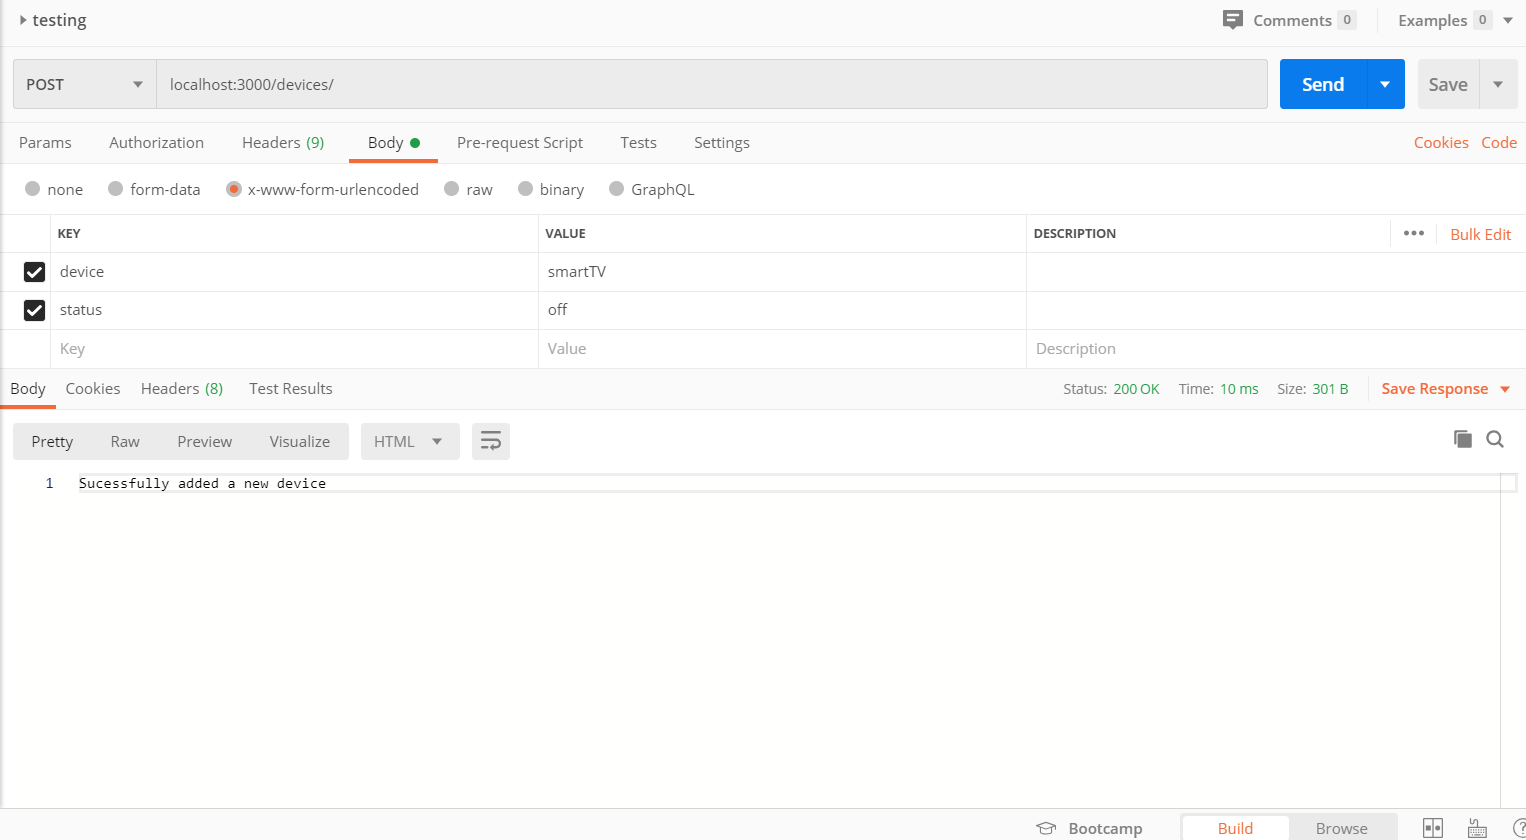 testing Comments 0 Examples 0
POST localhost:3000/devices/ Send Save
Params Authorization Headers (9) Body Pre-request Script Tests Settings Cookies Code
none form-data x-www-form-urlencoded raw binary GraphQL
KEY VALUE DESCRIPTION ••• Bulk Edit
device smartTV
status off
Key Value Description
Body Cookies Headers (8) Test Results Status: 200 OK Time: 10 ms Size: 301 B Save Response
Pretty Raw Preview Visualize HTML
1 Sucessfully added a new device
Bootcamp Build Browse